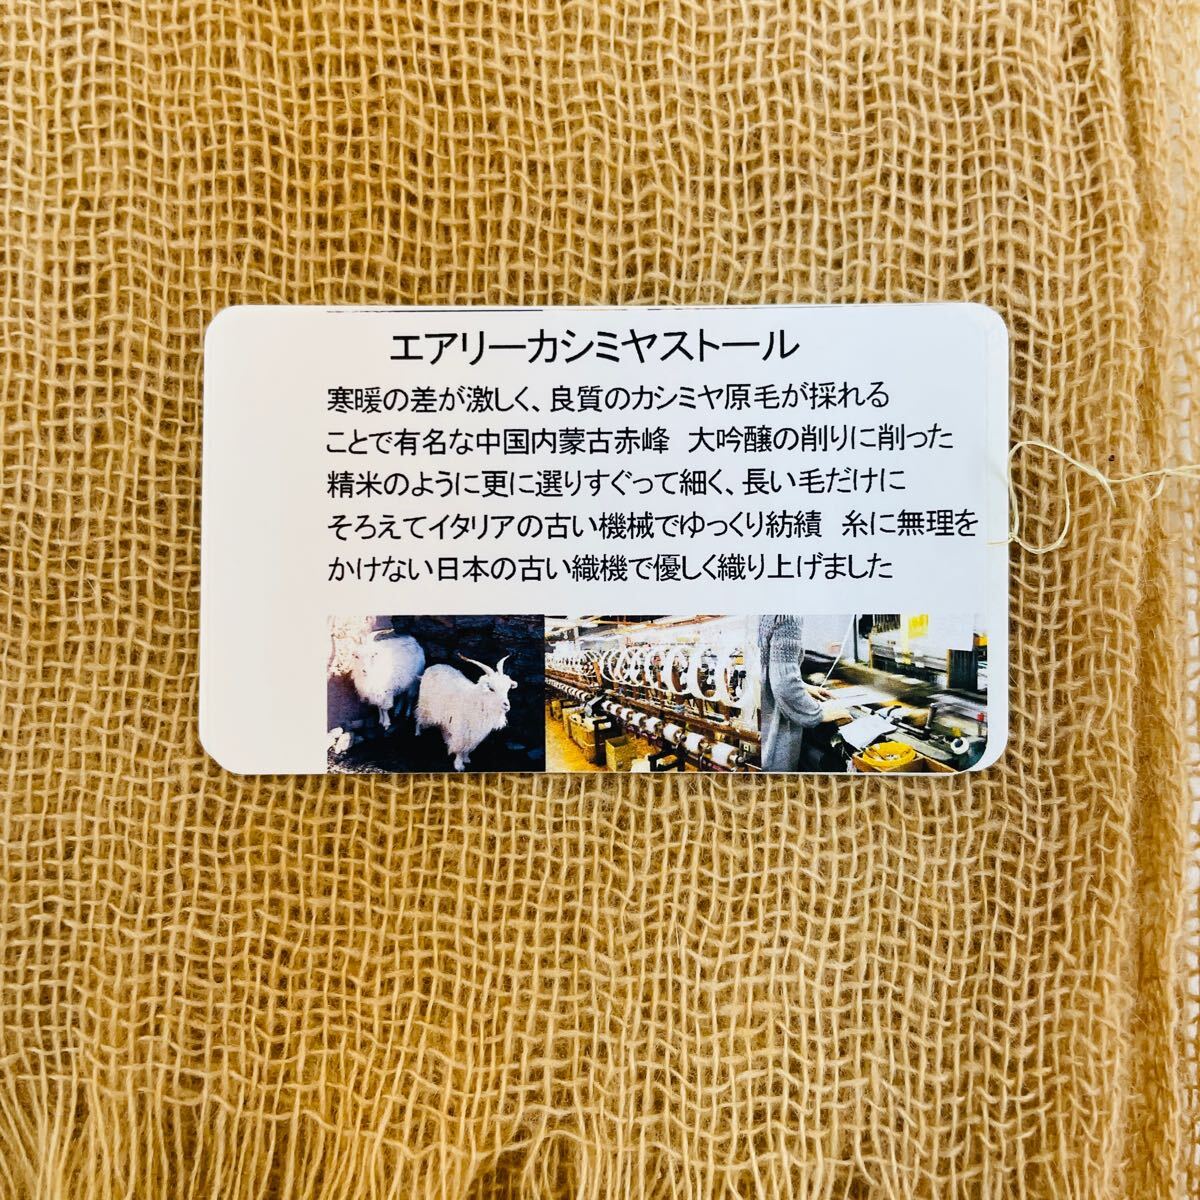 エアリーカシミヤストール
寒暖の差が激しく、良質のカシミヤ原毛が採れる
ことで有名な中国内蒙古赤峰　大吟醸の削りに削った
精米のように更に選りすぐって細く、長い毛だけに
そろえてイタリアの古い機械でゆっくり紡績　糸に無理を
かけない日本の古い織機で優しく織り上げました